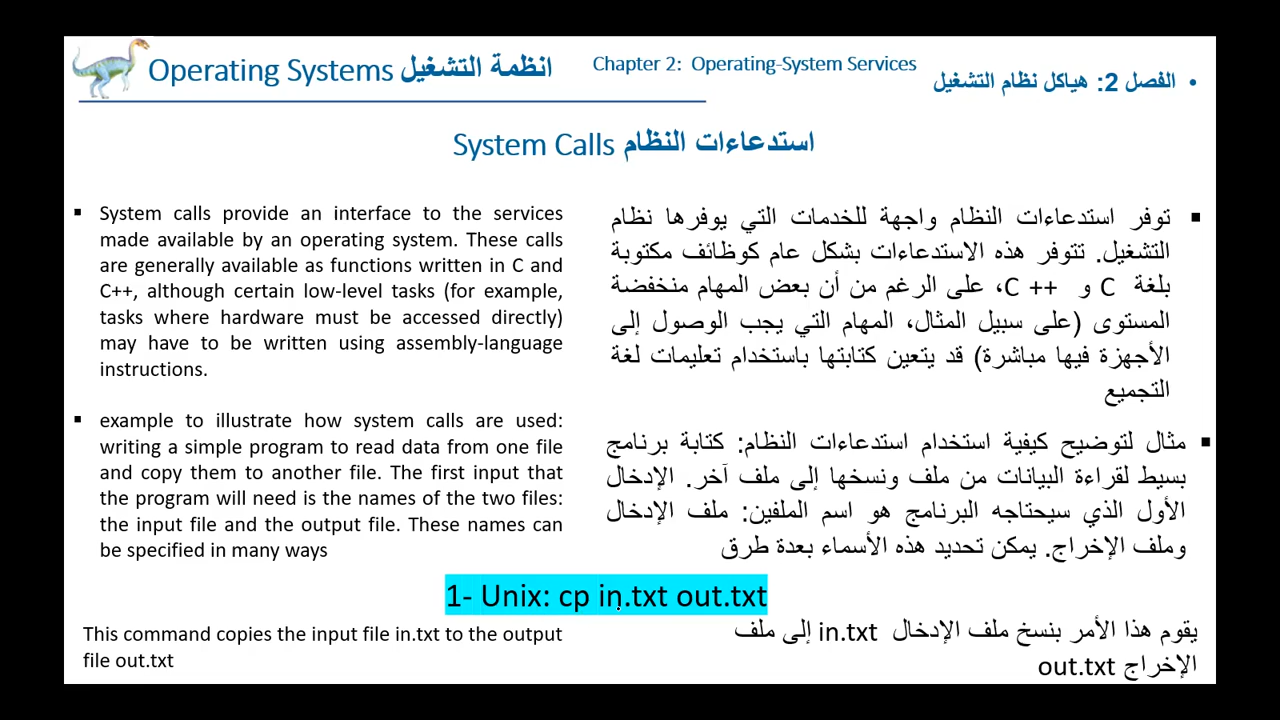 Operating Systems انظمة التشغيل
Chapter 2: Operating-System Services
• الفصل 2: هياكل نظام التشغيل
System Calls استدعاءات النظام
▪ System calls provide an interface to the services
made available by an operating system. These calls
are generally available as functions written in C and
C++, although certain low-level tasks (for example,
tasks where hardware must be accessed directly)
may have to be written using assembly-language
instructions.
▪ example to illustrate how system calls are used:
writing a simple program to read data from one file
and copy them to another file. The first input that
the program will need is the names of the two files:
the input file and the output file. These names can
be specified in many ways
▪ توفر استدعاءات النظام واجهة للخدمات التي يوفرها نظام
التشغيل. تتوفر هذه الاستدعاءات بشكل عام كوظائف مكتوبة
بلغة C و C ++، على الرغم من أن بعض المهام منخفضة
المستوى (على سبيل المثال، المهام التي يجب الوصول إلى
الأجهزة فيها مباشرة) قد يتعين كتابتها باستخدام تعليمات لغة
التجميع
▪ مثال لتوضيح كيفية استخدام استدعاءات النظام: كتابة برنامج
بسيط لقراءة البيانات من ملف ونسخها إلى ملف آخر. الإدخال
الأول الذي سيحتاجه البرنامج هو اسم الملفين: ملف الإدخال
وملف الإخراج. يمكن تحديد هذه الأسماء بعدة طرق
1- Unix: cp in.txt out.txt
This command copies the input file in.txt to the output
file out.txt
يقوم هذا الأمر بنسخ ملف الإدخال in.txt إلى ملف
الإخراج out.txt